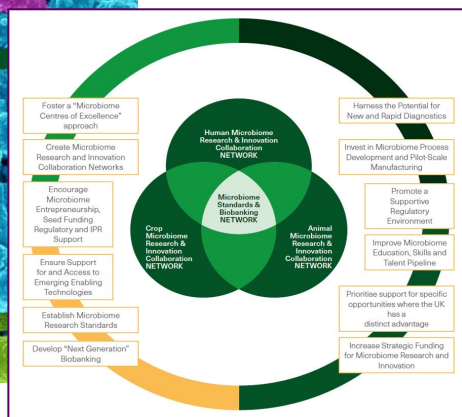 Foster a "Microbiome
Centres of Excellence"
approach
Create Microbiome
Research and Innovation
Collaboration Networks
Encourage
Microbiome
Entrepreneurship,
Seed Funding
Regulatory and IPR
Support
Ensure Support
for and Access to
Emerging Enabling
Technologies
Establish Microbiome
Research Standards
Develop "Next Generation"
Biobanking
Human Microbiome
Research & Innovation
Collaboration
NETWORK
Microbiome
Standards &
Biobanking
NETWORK
Crop
Microbiome
Research &
Innovation
Collaboration
NETWORK
Animal
Microbiome
Research &
Innovation
Collaboration
NETWORK
Harness the Potential for
New and Rapid Diagnostics
Invest in Microbiome Process
Development and Pilot-Scale
Manufacturing
Promote a
Supportive
Regulatory
Environment
Improve Microbiome
Education, Skills and
Talent Pipeline
Prioritise support for specific
opportunities where the UK
has a
distinct advantage
Increase Strategic Funding
for Microbiome Research and
Innovation